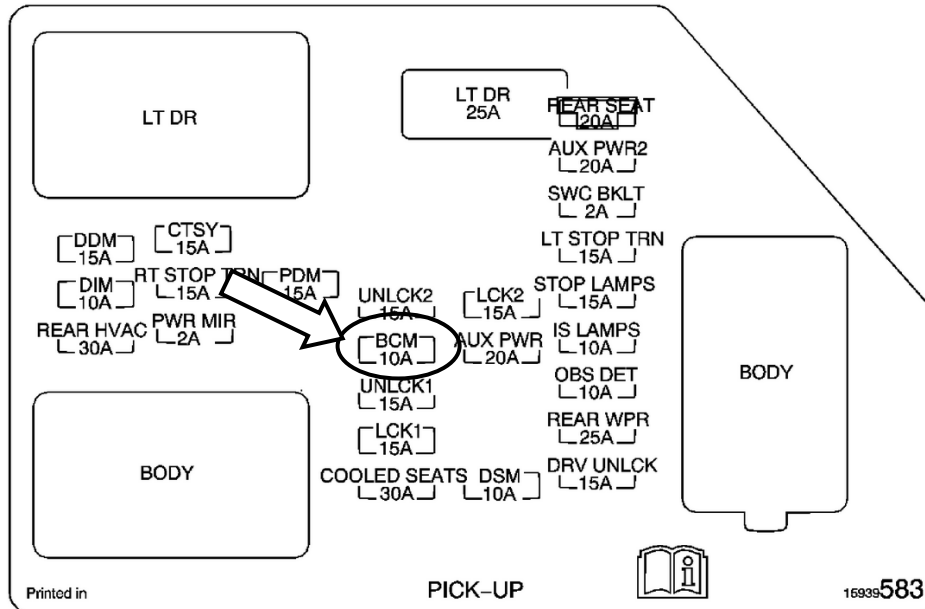 LT DR
LT DR
25A
REAR SEAT
20A
AUX PWR2
20A
SWC BKLT
2A
DDM
15A
CTSY
15A
LT STOP TRN
15A
DIM
10A
RT STOP TRN
15A
PDM
15A
UNLCK2
15A
LCK2
15A
STOP LAMPS
15A
REAR HVAC
30A
PWR MIR
2A
BCM
10A
AUX PWR
20A
IS LAMPS
10A
UNLCK1
15A
OBS DET
10A
BODY
LCK1
15A
REAR WPR
25A
BODY
COOLED SEATS
30A
DSM
10A
DRV UNLCK
15A
Printed in
PICK-UP
i
15939583